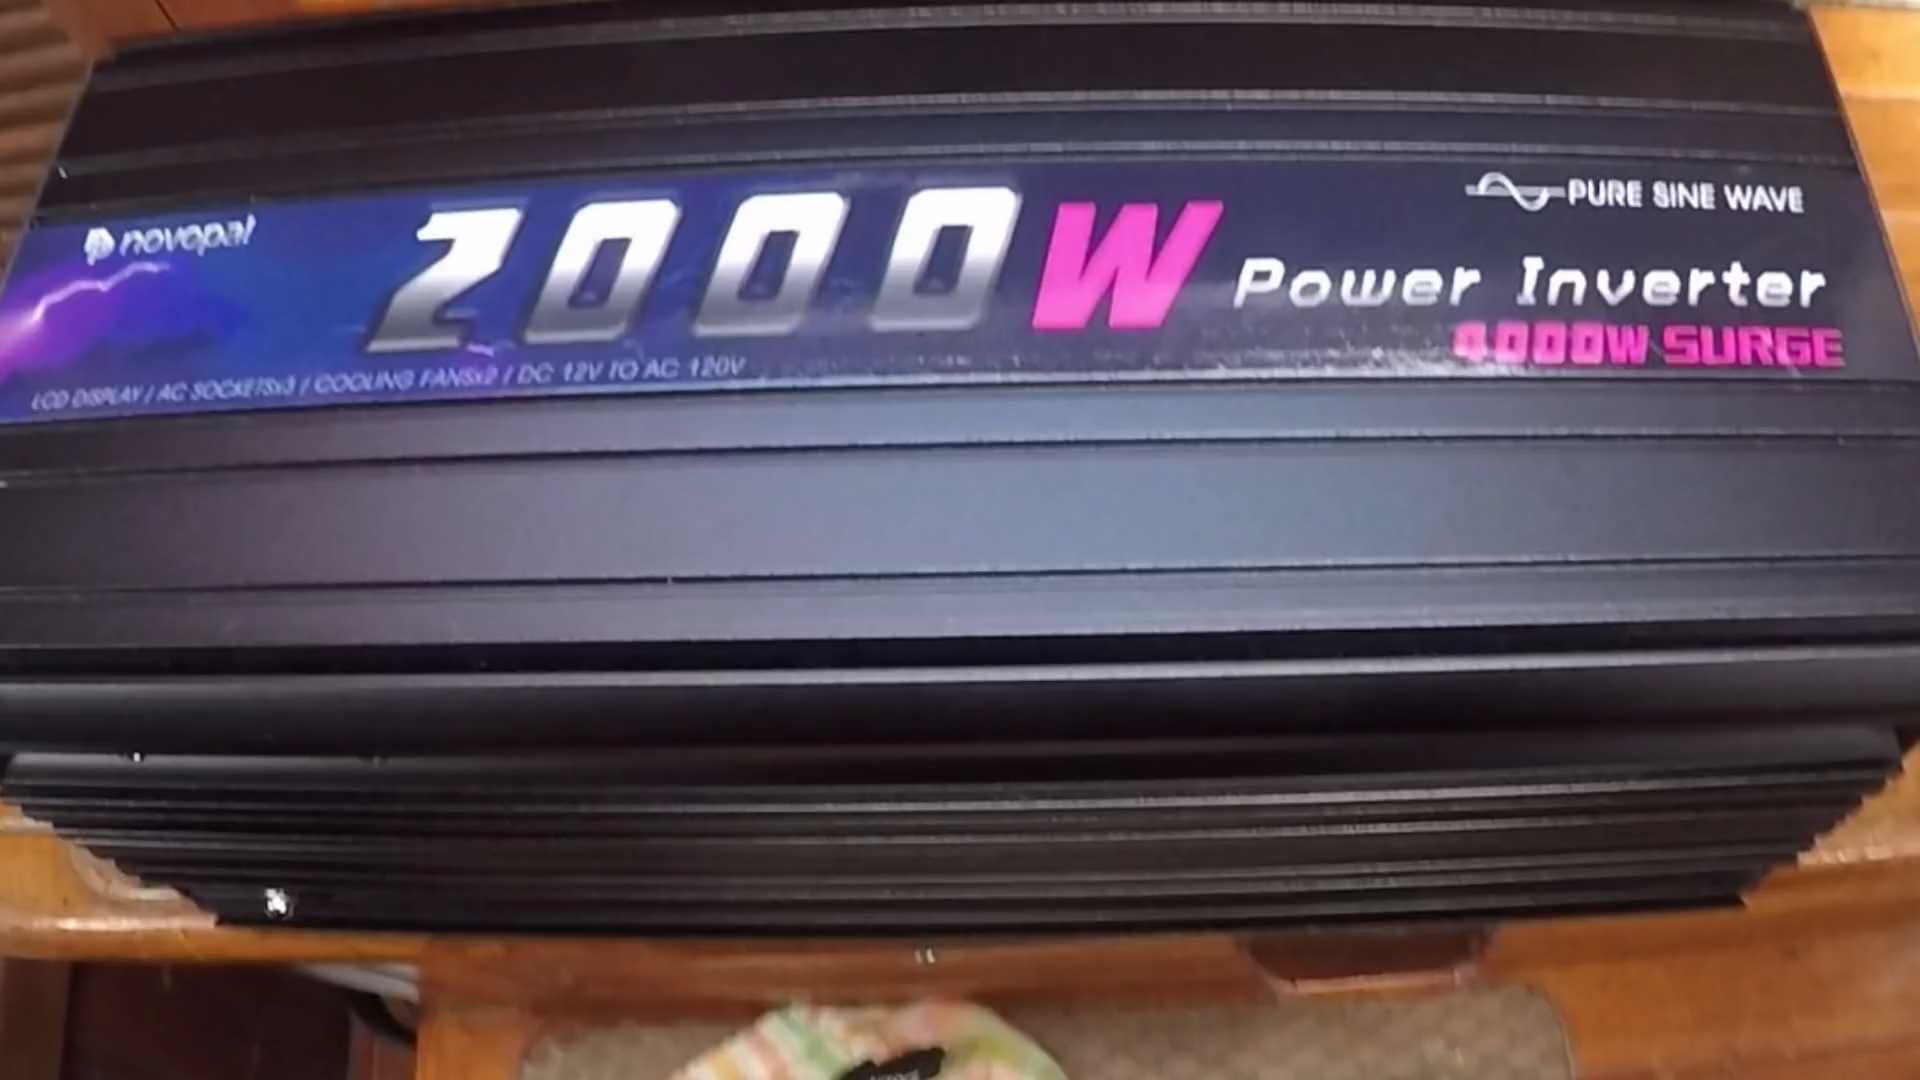 novopal
2000W
PURE SINE WAVE
Power Inverter
4000W SURGE
LCD DISPLAY / AC SOCKETSx3 / COOLING FANSx2 / DC 12V TO AC 120V